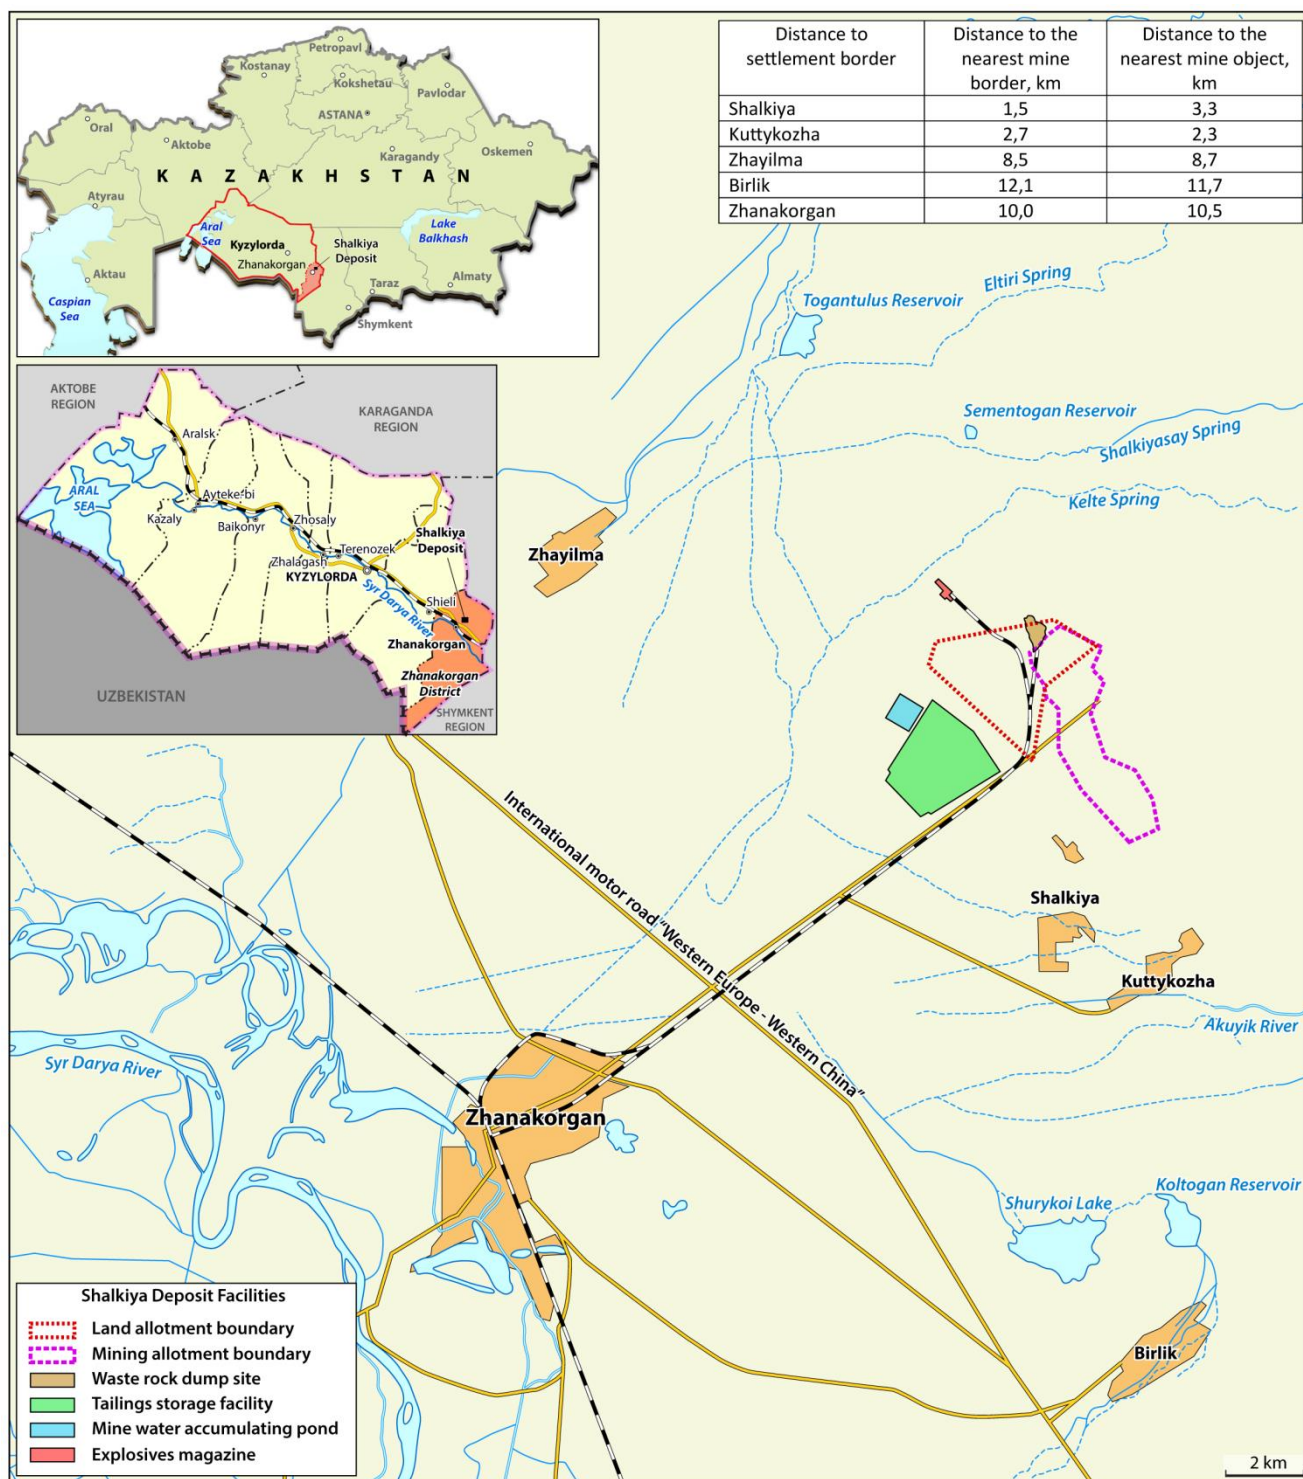 Petropavl
Kostanay
Kokshetau
Pavlodar
ASTANA
Oral
Aktobe
Karagandy
Oskemen
KAZAKHSTAN
Atyrau
Aral
Sea
Kyzylorda
Zhanakorgan
Shalkiya
Deposit
Lake
Balkhash
Aktau
Taraz
Almaty
Caspian
Sea
Shymkent
Distance to
settlement border
Distance to the
nearest mine
border, km
Distance to the
nearest mine object,
km
Shalkiya 1,5 3,3
Kuttykozha 2,7 2,3
Zhayilma 8,5 8,7
Birlik 12,1 11,7
Zhanakorgan 10,0 10,5
AKTOBE
REGION
KARAGANDA
REGION
Aralsk
ARAL
SEA
Ayteke-bi
Kazaly
Baikonyr
Zhosaly
Shalkiya
Deposit
Terenozek
Zhalagash
KYZYLORDA
Syr Darya River
Shieli
Zhanakorgan
Zhanakorgan
District
UZBEKISTAN
SHYMKENT
REGION
Eltiri Spring
Togantulus Reservoir
Sementogan Reservoir
Shalkiyasay Spring
Kelte Spring
Zhayilma
International motor road "Western Europe - Western China"
Shalkiya
Kuttykozha
Akuyik River
Syr Darya River
Zhanakorgan
Koltogan Reservoir
Shurykoi Lake
Birlik
Shalkiya Deposit Facilities
Land allotment boundary
Mining allotment boundary
Waste rock dump site
Tailings storage facility
Mine water accumulating pond
Explosives magazine
2 km